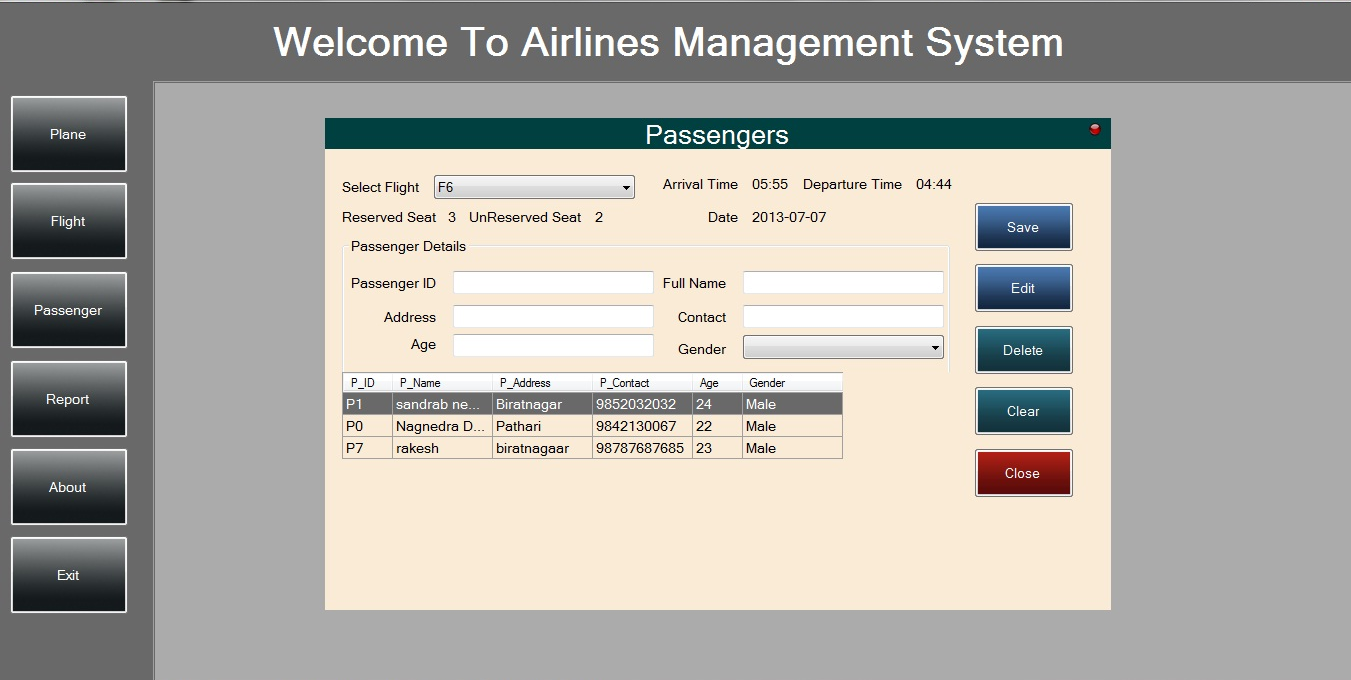 Welcome To Airlines Management System
Plane
Flight
Passenger
Report
About
Exit
Passengers
Select Flight F6 Arrival Time 05:55 Departure Time 04:44
Reserved Seat 3 UnReserved Seat 2 Date 2013-07-07
Passenger Details
Passenger ID Full Name
Address Contact
Age Gender
P_ID P_Name P_Address P_Contact Age Gender
P1 sandrab ne... Biratnagar 9852032032 24 Male
P0 Nagnedra D... Pathari 9842130067 22 Male
P7 rakesh biratnagaar 98787687685 23 Male
Save
Edit
Delete
Clear
Close